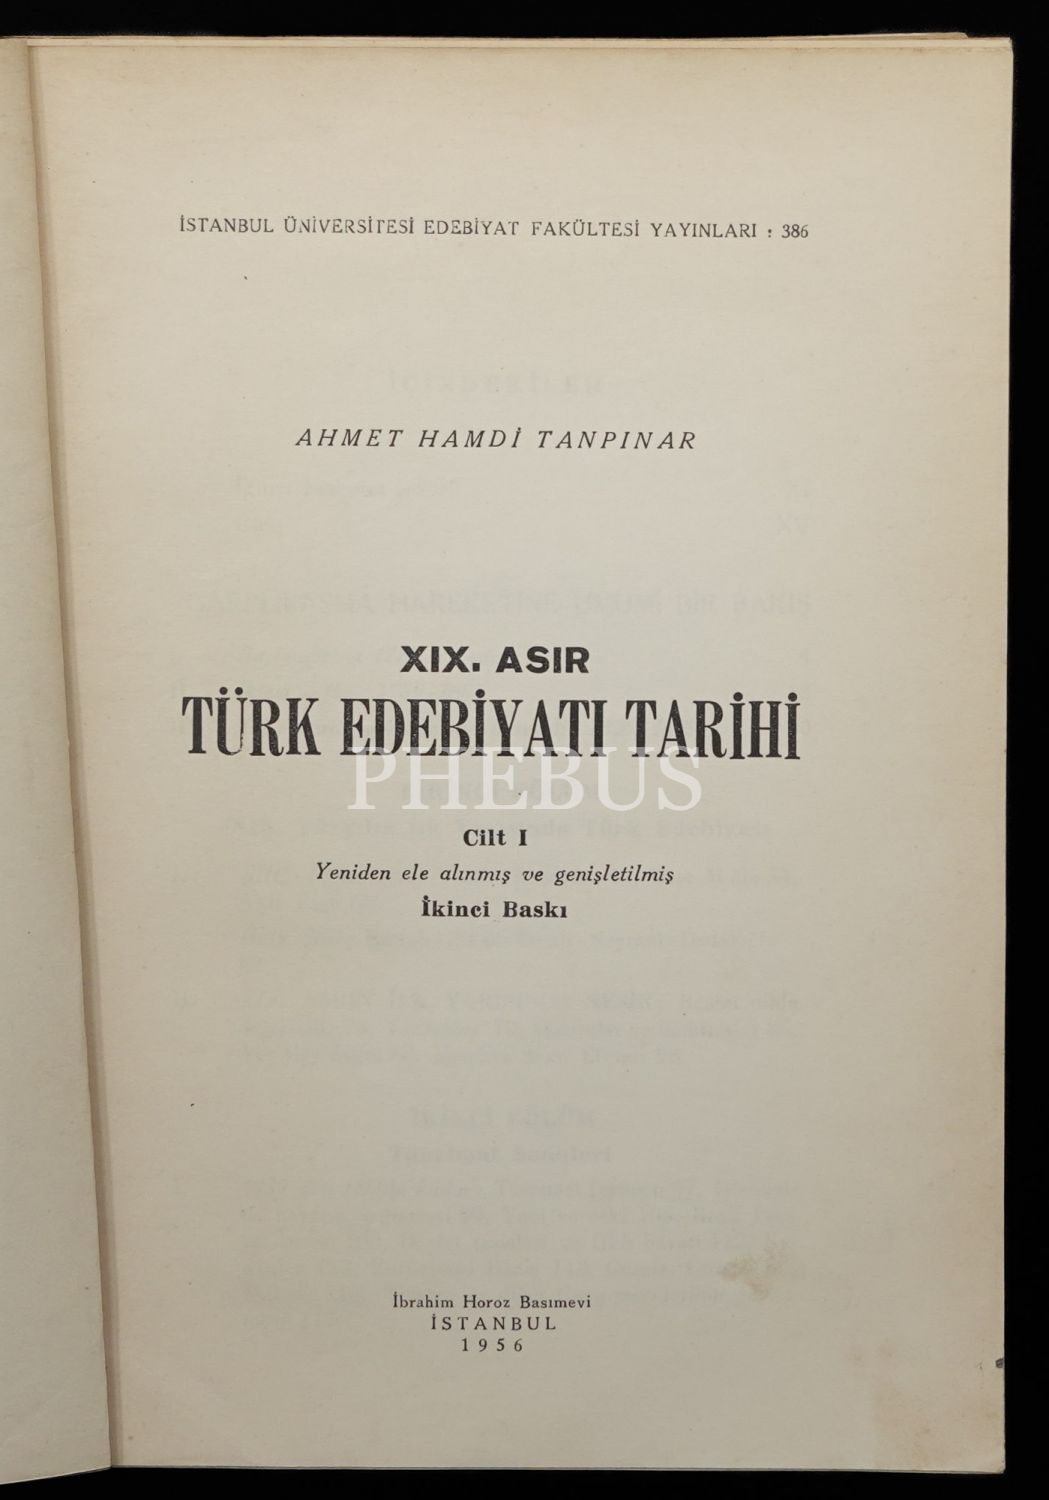 İSTANBUL ÜNİVERSİTESİ EDEBİYAT FAKÜLTESİ YAYINLARI : 386
AHMET HAMDİ TANPINAR
XIX. ASIR
TÜRK EDEBİYATI TARİHİ
PHEBUS
Cilt I
Yeniden ele alınmış ve genişletilmiş
İkinci Baskı
İbrahim Horoz Basımevi
İSTANBUL
1956